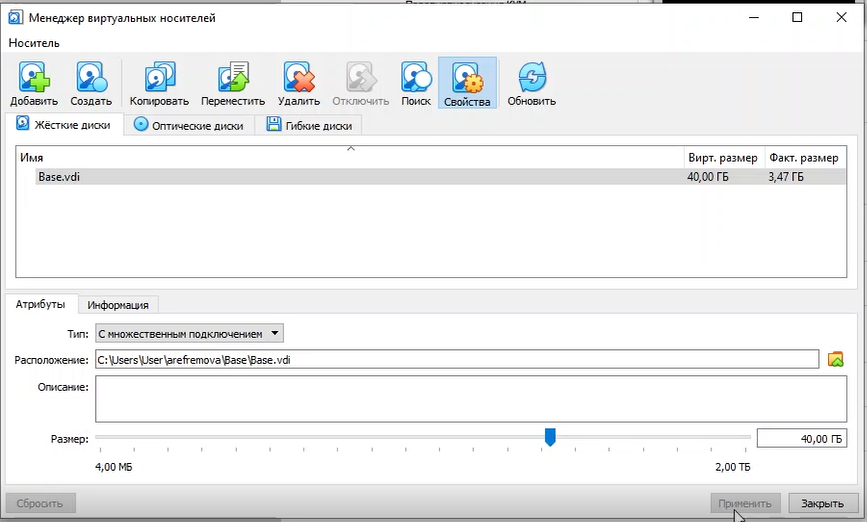 Менеджер виртуальных носителей
Носитель
Добавить Создать Копировать Переместить Удалить Отключить Поиск Свойства Обновить
Жёсткие диски Оптические диски Гибкие диски
Имя Вирт. размер Факт. размер
Base.vdi 40,00 ГБ 3,47 ГБ
Атрибуты Информация
Тип: С множественным подключением
Расположение: C:\Users\User\arefremova\Base\Base.vdi
Описание:
Размер: 40,00 ГБ
4,00 МБ 2,00 ТБ
Сбросить Применить Закрыть